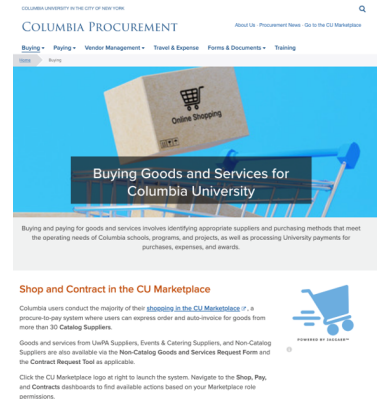 COLUMBIA UNIVERSITY IN THE CITY OF NEW YORK
COLUMBIA PROCUREMENT
About Us · Procurement News · Go to the CU Marketplace
Buying Paying Vendor Management Travel & Expense Forms & Documents Training
Home Buying
Online Shopping
Buying Goods and Services for
Columbia University
Buying and paying for goods and services involves identifying appropriate suppliers and purchasing methods that meet
the operating needs of Columbia schools, programs, and projects, as well as processing University payments for
purchases, expenses, and awards.
Shop and Contract in the CU Marketplace
Columbia users conduct the majority of their shopping in the CU Marketplace , a
procure-to-pay system where users can express order and auto-invoice for goods from
more than 30 Catalog Suppliers.
POWERED BY JAGGAER™
Goods and services from UwPA Suppliers, Events & Catering Suppliers, and Non-Catalog
Suppliers are also available via the Non-Catalog Goods and Services Request Form and
the Contract Request Tool as applicable.
Click the CU Marketplace logo at right to launch the system. Navigate to the Shop, Pay,
and Contracts dashboards to find available actions based on your Marketplace role
permissions.